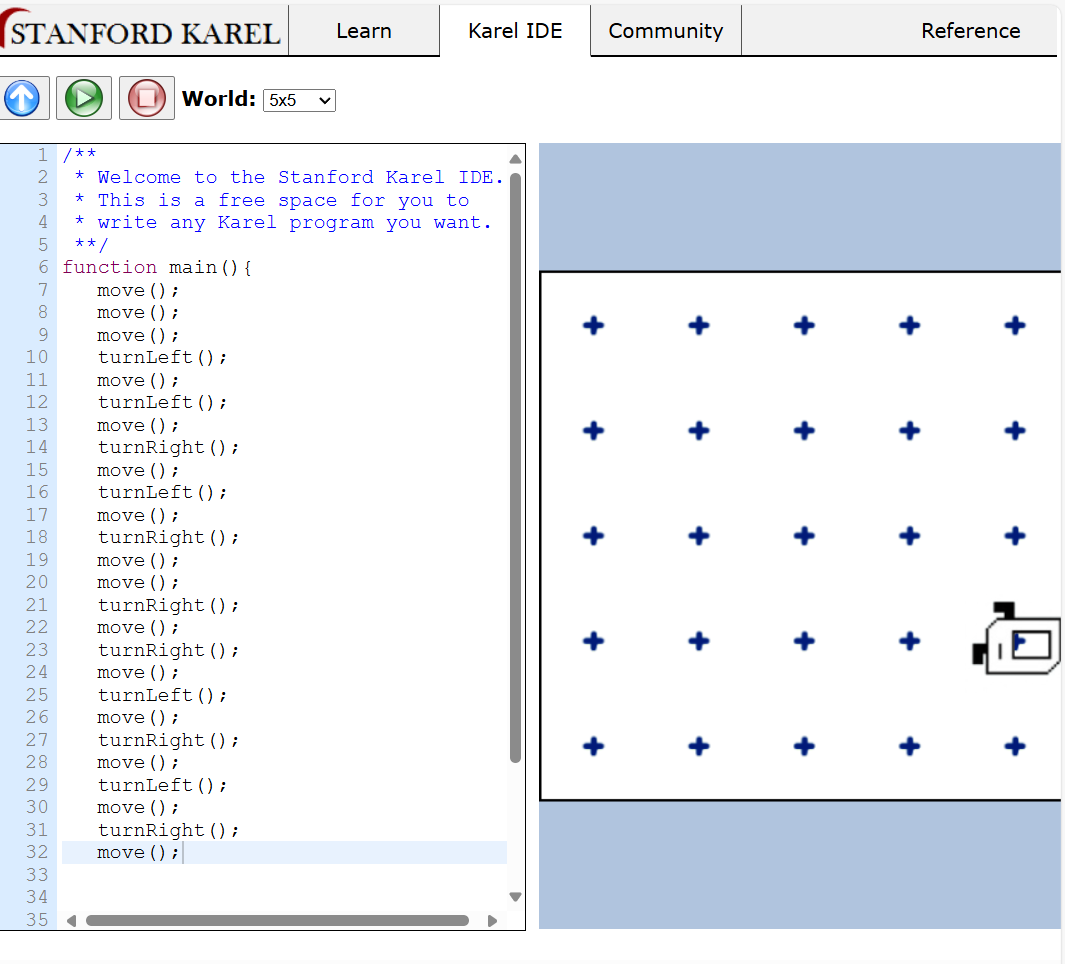 STANFORD KAREL
Learn
Karel IDE
Community
Reference
World: 5x5
1 /**
2 * Welcome to the Stanford Karel IDE.
3 * This is a free space for you to
4 * write any Karel program you want.
5 **/
6 function main(){
7 move();
8 move();
9 move();
10 turnLeft();
11 move();
12 turnLeft();
13 move();
14 turnRight();
15 move();
16 turnLeft();
17 move();
18 turnRight();
19 move();
20 move();
21 turnRight();
22 move();
23 turnRight();
24 move();
25 turnLeft();
26 move();
27 turnRight();
28 move();
29 turnLeft();
30 move();
31 turnRight();
32 move();
33
34
35